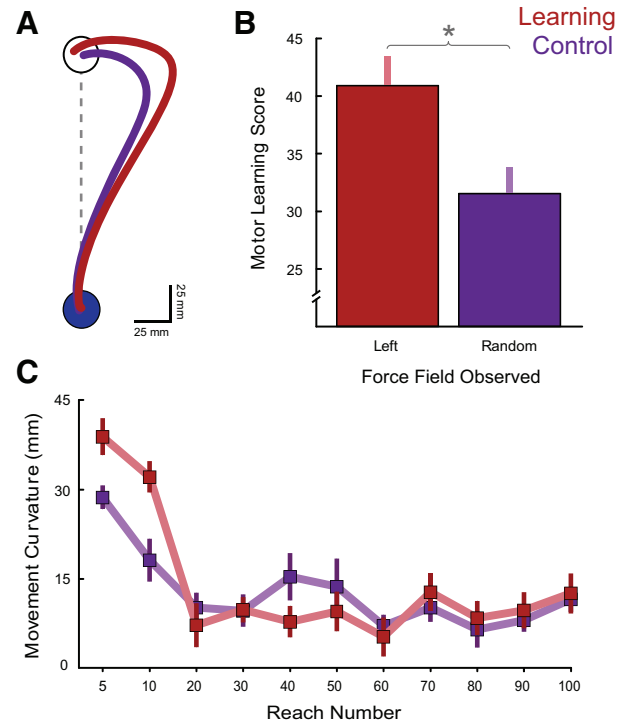 A
25 mm
25 mm
B
Learning
Control
*
Motor Learning Score
45
40
35
30
25
Left
Random
Force Field Observed
C
Movement Curvature (mm)
45
30
15
0
5 10 20 30 40 50 60 70 80 90 100
Reach Number